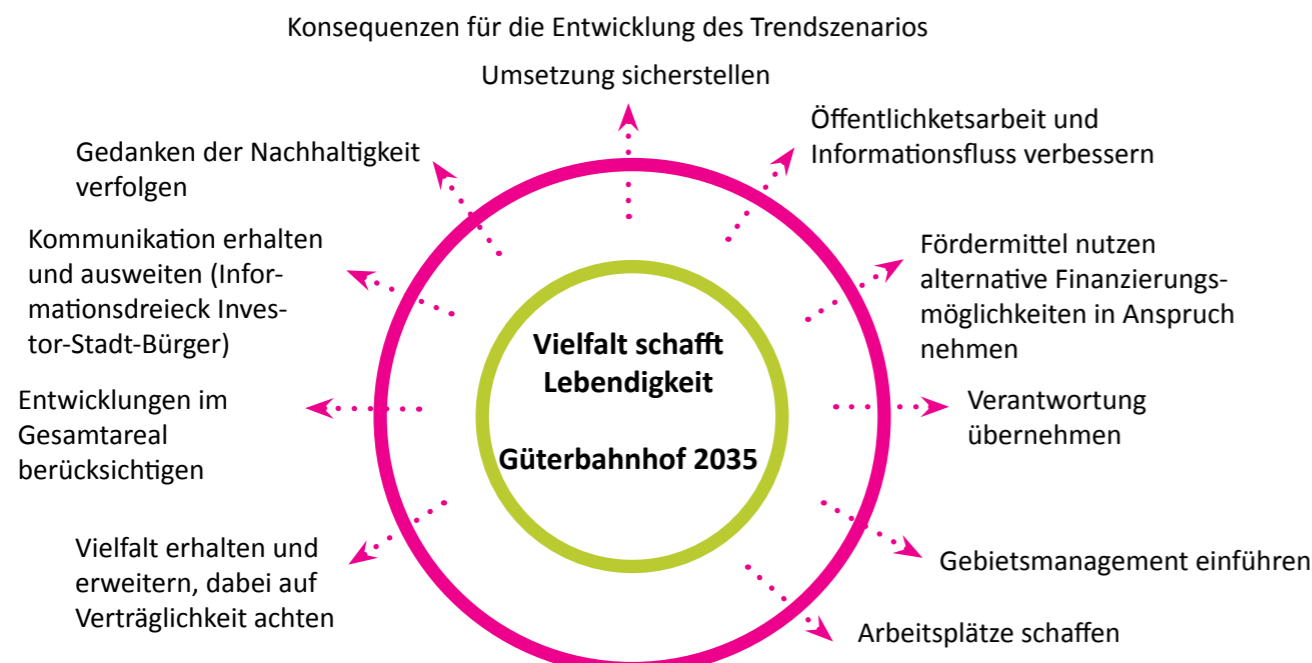 Konsequenzen für die Entwicklung des Trendszenarios
Umsetzung sicherstellen
Öffentlichketsarbeit und
Informationsfluss verbessern
Fördermittel nutzen
alternative Finanzierungs-
möglichkeiten in Anspruch
nehmen
Verantwortung
übernehmen
Gebietsmanagement einführen
Arbeitsplätze schaffen
Vielfalt erhalten und
erweitern, dabei auf
Verträglichkeit achten
Entwicklungen im
Gesamtareal
berücksichtigen
Kommunikation erhalten
und ausweiten (Infor-
mationsdreieck Inves-
tor-Stadt-Bürger)
Gedanken der Nachhaltigkeit
verfolgen
Vielfalt schafft
Lebendigkeit
Güterbahnhof 2035